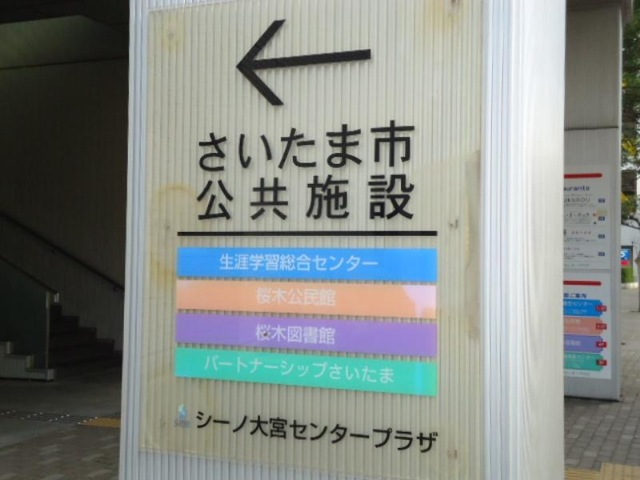 さいたま市
公共施設
生涯学習総合センター
桜木公民館
桜木図書館
パートナーシップさいたま
シーノ大宮センタープラザ